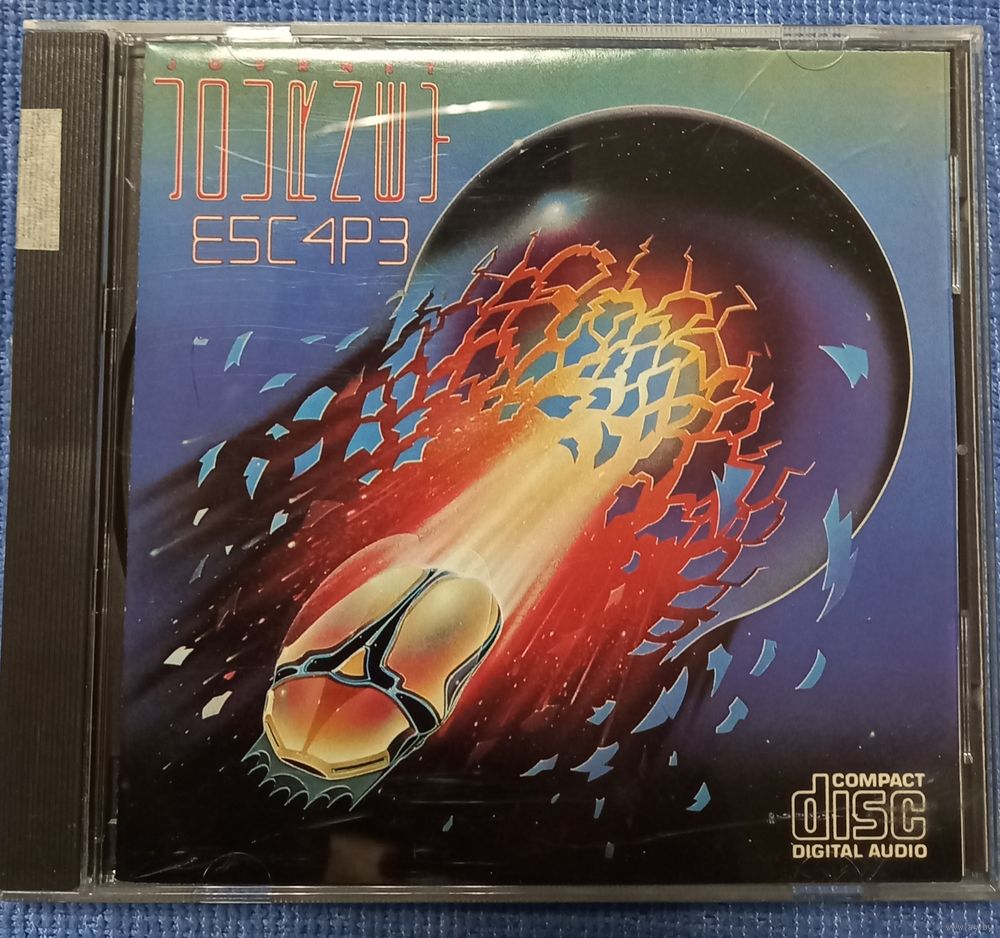 JOURNEY
E5C4P3
COMPACT
disc
DIGITAL AUDIO